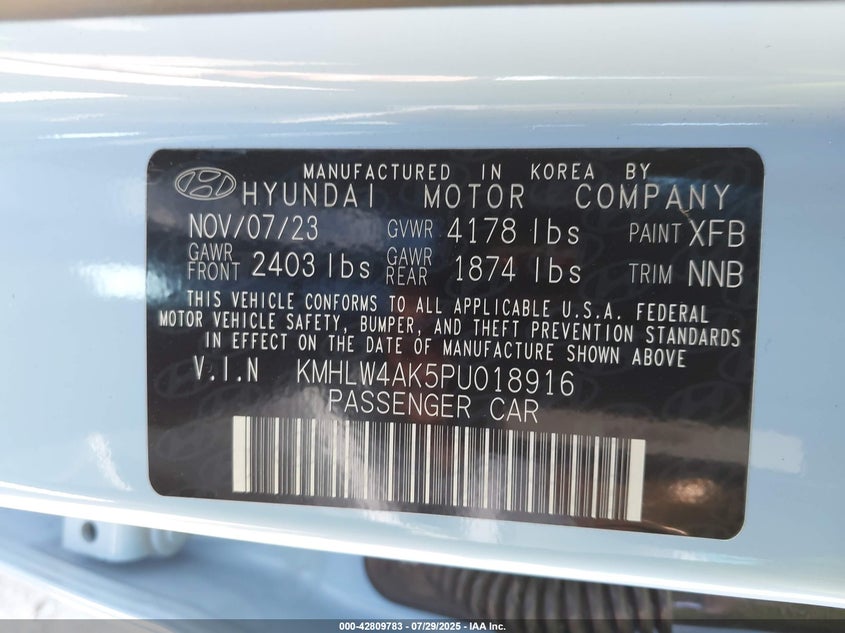 MANUFACTURED IN KOREA BY
HYUNDAI MOTOR COMPANY
NOV/07/23 GVWR 4178 lbs PAINT XFB
GAWR FRONT 2403 lbs GAWR REAR 1874 lbs TRIM NNB
THIS VEHICLE CONFORMS TO ALL APPLICABLE U.S.A. FEDERAL
MOTOR VEHICLE SAFETY, BUMPER, AND THEFT PREVENTION STANDARDS
IN EFFECT ON THE DATE OF MANUFACTURE SHOWN ABOVE
V.I.N KMHLW4AK5PU018916
PASSENGER CAR
000-42809783 / 07/29/2025 - IAA Inc.